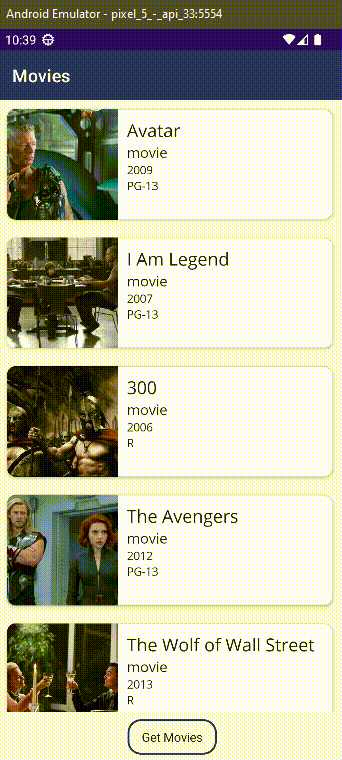 Android Emulator - pixel_5_-_api_33:5554
10:39
Movies
Avatar
movie
2009
PG-13
I Am Legend
movie
2007
PG-13
300
movie
2006
R
The Avengers
movie
2012
PG-13
The Wolf of Wall Street
movie
2013
R
Get Movies